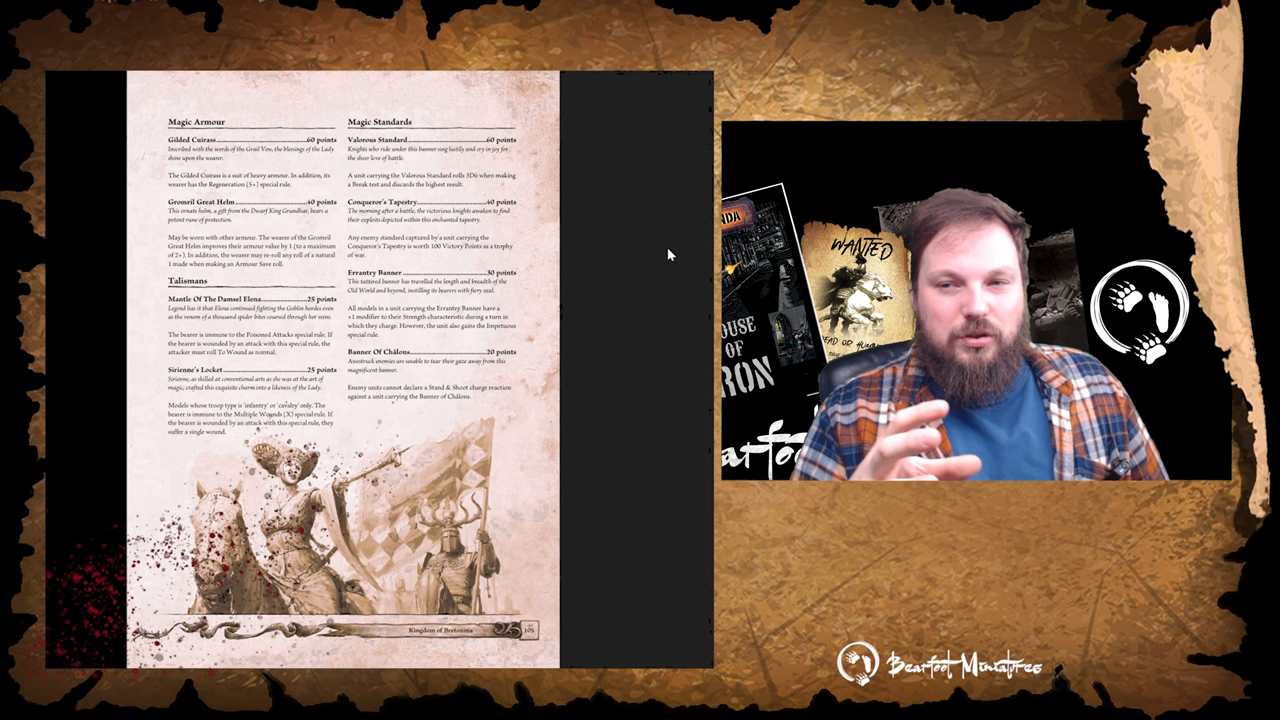 Magic Armour
Gilded Cuirass....................60 points
Inscribed with the words of the Grail Vow, the blessings of the Lady
shine upon the wearer.
The Gilded Cuirass is a suit of heavy armour. In addition, its
wearer has the Regeneration (5+) special rule.
Gromril Great Helm....................40 points
This ornate helm, a gift from the Dwarf King Grundinar, bears a
potent rune of protection.
May be worn with other armour. The wearer of the Gromril
Great Helm improves their armour value by 1 (to a maximum
of 2+). In addition, the wearer may re-roll any roll of a natural
1 made when making an Armour Save roll.
Talismans
Mantle Of The Damsel Elena....................25 points
Legend has it that Elena continued fighting the Goblin hordes even
as the venom of a thousand spider bites coursed through her veins.
The bearer is immune to the Poisoned Attacks special rule. If
the bearer is wounded by an attack with this special rule, the
attacker must roll To Wound as normal.
Sirienne's Locket....................25 points
Sirienne, as skilled at conventional arts as she was at the art of
magic, crafted this exquisite charm into a likeness of the Lady.
Models whose troop type is 'infantry' or 'cavalry' only. The
bearer is immune to the Multiple Wounds (X) special rule. If
the bearer is wounded by an attack with this special rule, they
suffer a single wound.
Magic Standards
Valorous Standard....................60 points
Knights who ride under this banner sing lustily and cry in joy for
the sheer love of battle.
A unit carrying the Valorous Standard rolls 3D6 when making
a Break test and discards the highest result.
Conqueror's Tapestry....................40 points
The morning after a battle, the victorious knights awaken to find
their exploits depicted within this enchanted tapestry.
Any enemy standard captured by a unit carrying the
Conqueror's Tapestry is worth 100 Victory Points as a trophy
of war.
Errantry Banner....................30 points
This tattered banner has travelled the length and breadth of the
Old World and beyond, instilling its bearers with fiery zeal.
All models in a unit carrying the Errantry Banner have a
+1 modifier to their Strength characteristic during a turn in
which they charge. However, the unit also gains the Impetuous
special rule.
Banner Of Châlons....................20 points
Awestruck enemies are unable to tear their gaze away from this
magnificent banner.
Enemy units cannot declare a Stand & Shoot charge reaction
against a unit carrying the Banner of Châlons.
Kingdom of Bretonnia 105
WANTED
OF
Bearfoot Miniatures